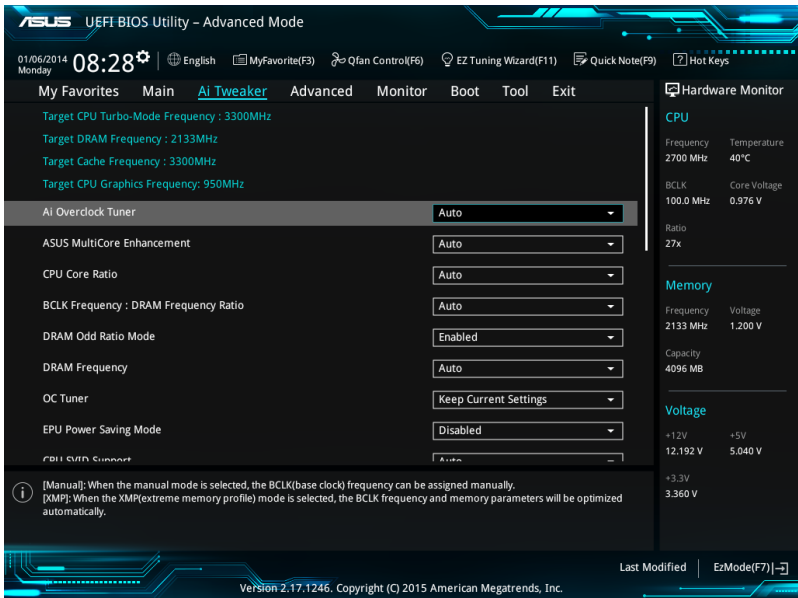 ASUS UEFI BIOS Utility – Advanced Mode
01/06/2014
Monday
08:28
English
MyFavorite(F3)
Qfan Control(F6)
EZ Tuning Wizard(F11)
Quick Note(F9)
? Hot Keys
My Favorites Main Ai Tweaker Advanced Monitor Boot Tool Exit
Target CPU Turbo-Mode Frequency : 3300MHz
Target DRAM Frequency : 2133MHz
Target Cache Frequency : 3300MHz
Target CPU Graphics Frequency: 950MHz
Ai Overclock Tuner Auto
ASUS MultiCore Enhancement Auto
CPU Core Ratio Auto
BCLK Frequency : DRAM Frequency Ratio Auto
DRAM Odd Ratio Mode Enabled
DRAM Frequency Auto
OC Tuner Keep Current Settings
EPU Power Saving Mode Disabled
CPU SVID Support Auto
[Manual]: When the manual mode is selected, the BCLK(base clock) frequency can be assigned manually.
[XMP]: When the XMP(extreme memory profile) mode is selected, the BCLK frequency and memory parameters will be optimized
automatically.
Hardware Monitor
CPU
Frequency Temperature
2700 MHz 40°C
BCLK Core Voltage
100.0 MHz 0.976 V
Ratio
27x
Memory
Frequency Voltage
2133 MHz 1.200 V
Capacity
4096 MB
Voltage
+12V +5V
12.192 V 5.040 V
+3.3V
3.360 V
Last Modified EzMode(F7)
Version 2.17.1246. Copyright (C) 2015 American Megatrends, Inc.